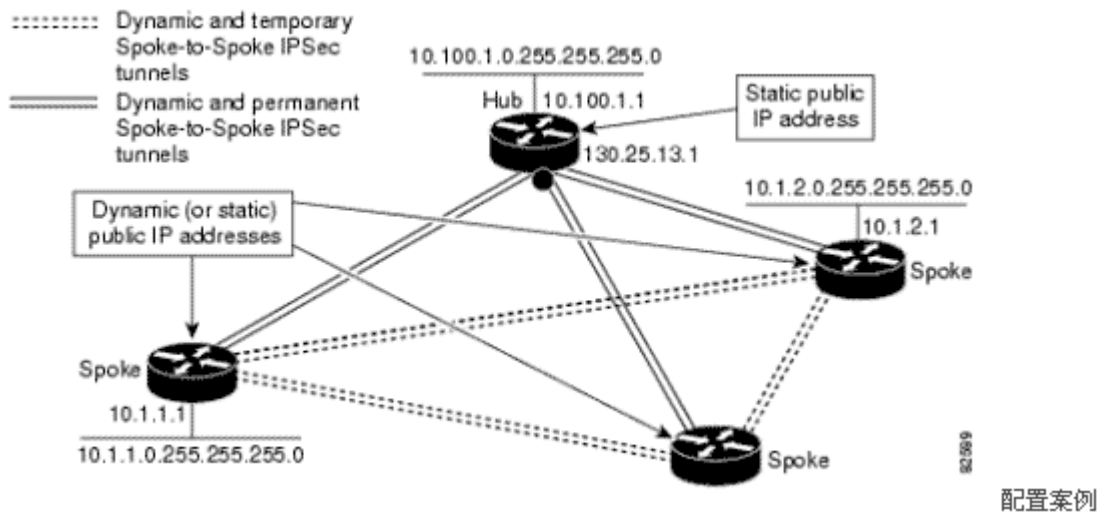 Dynamic and temporary
Spoke-to-Spoke IPSec
tunnels
Dynamic and permanent
Spoke-to-Spoke IPSec
tunnels
10.100.1.0.255.255.255.0
Hub
10.100.1.1
Static public
IP address
130.25.13.1
10.1.2.0.255.255.255.0
10.1.2.1
Spoke
Dynamic (or static)
public IP addresses
Spoke
10.1.1.1
10.1.1.0.255.255.255.0
Spoke
82589
配置案例